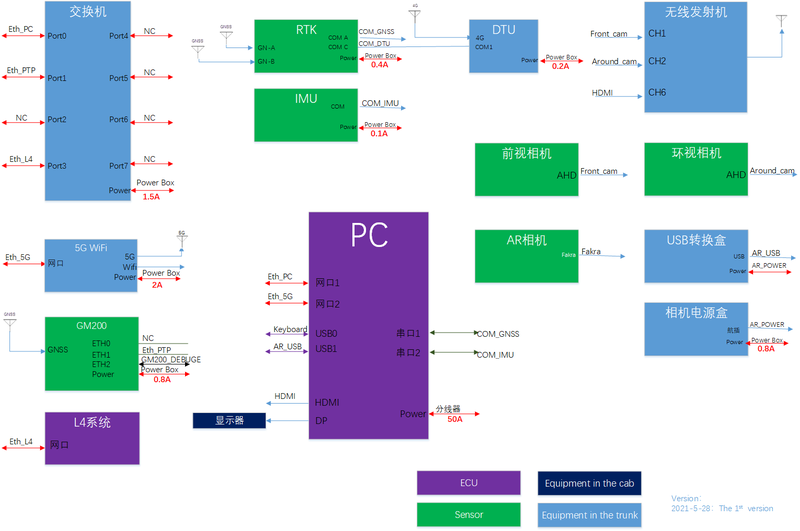 交换机
Eth_PC
Port0
Port4
NC
Eth_PTP
Port1
Port5
NC
NC
Port2
Port6
NC
Eth_L4
Port3
Port7
NC
Power
Power Box
1.5A
GNSS
GNSS
RTK
GN-A
GN-B
COM A
COM_GNSS
COM C
COM_DTU
Power
Power Box
0.4A
4G
DTU
4G
COM1
Power
Power Box
0.2A
无线发射机
Front_cam
CH1
Around_cam
CH2
HDMI
CH6
IMU
COM
COM_IMU
Power
Power Box
0.1A
前视相机
AHD
Front_cam
环视相机
AHD
Around_cam
5G WiFi
5G
5G
Eth_5G
网口
Wifi
Power
Power Box
2A
PC
Eth_PC
网口1
Eth_5G
网口2
Keyboard
USB0
AR_USB
USB1
串口1
COM_GNSS
串口2
COM_IMU
HDMI
HDMI
显示器
DP
Power
分线器
50A
AR相机
Fakra
Fakra
USB转换盒
USB
AR_USB
Power
AR_POWER
相机电源盒
航插
AR_POWER
Power
Power Box
0.8A
GNSS
GM200
GNSS
ETH0
NC
ETH1
Eth_PTP
ETH2
GM200_DEBUGE
Power
Power Box
0.8A
L4系统
Eth_L4
网口
ECU
Equipment in the cab
Sensor
Equipment in the trunk
Version:
2021-5-28: The 1st version